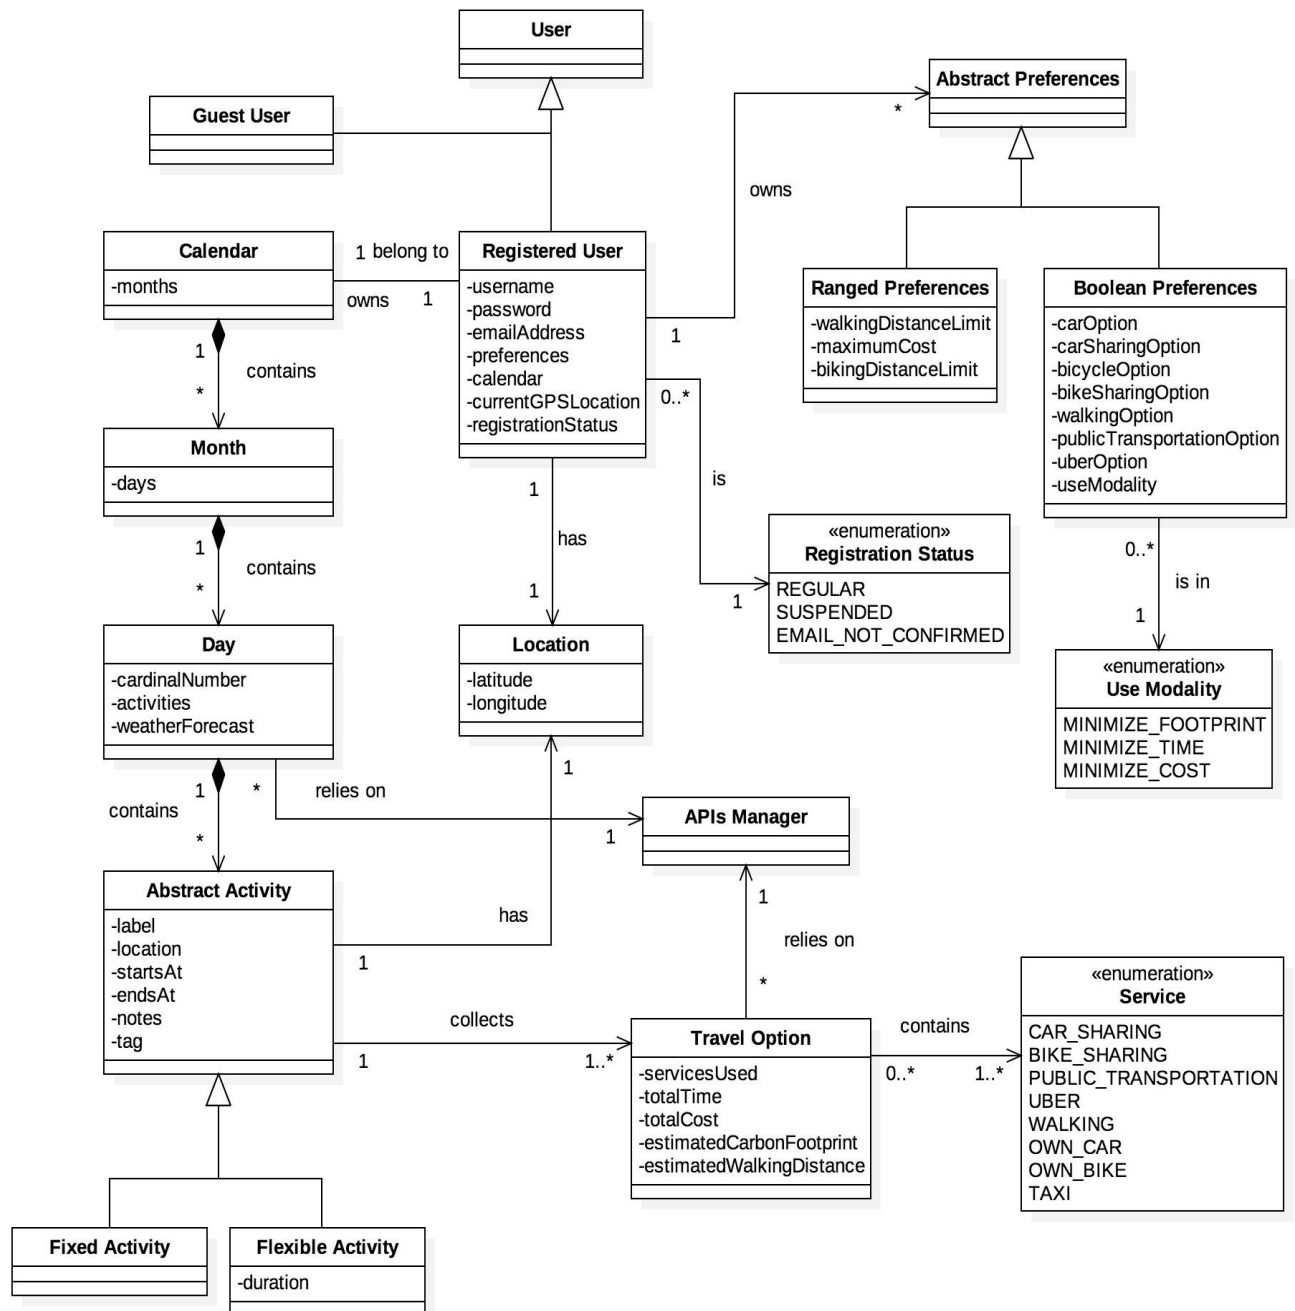 User
Guest User
Abstract Preferences
*
owns
Calendar
-months
1 belong to
owns
1
Registered User
-username
-password
-emailAddress
-preferences
-calendar
-currentGPSLocation
-registrationStatus
1
0..*
Ranged Preferences
-walkingDistanceLimit
-maximumCost
-bikingDistanceLimit
Boolean Preferences
-carOption
-carSharingOption
-bicycleOption
-bikeSharingOption
-walkingOption
-publicTransportationOption
-uberOption
-useModality
1
contains
*
Month
-days
1
contains
*
1
has
1
is
1
«enumeration»
Registration Status
REGULAR
SUSPENDED
EMAIL_NOT_CONFIRMED
0..*
is in
1
«enumeration»
Use Modality
MINIMIZE_FOOTPRINT
MINIMIZE_TIME
MINIMIZE_COST
Day
-cardinalNumber
-activities
-weatherForecast
Location
-latitude
-longitude
1
1
*
relies on
contains
*
1
APIs Manager
Abstract Activity
-label
-location
-startsAt
-endsAt
-notes
-tag
has
1
1
relies on
*
collects
1
1..*
Travel Option
-servicesUsed
-totalTime
-totalCost
-estimatedCarbonFootprint
-estimatedWalkingDistance
contains
0..*
1..*
«enumeration»
Service
CAR_SHARING
BIKE_SHARING
PUBLIC_TRANSPORTATION
UBER
WALKING
OWN_CAR
OWN_BIKE
TAXI
Fixed Activity
Flexible Activity
-duration